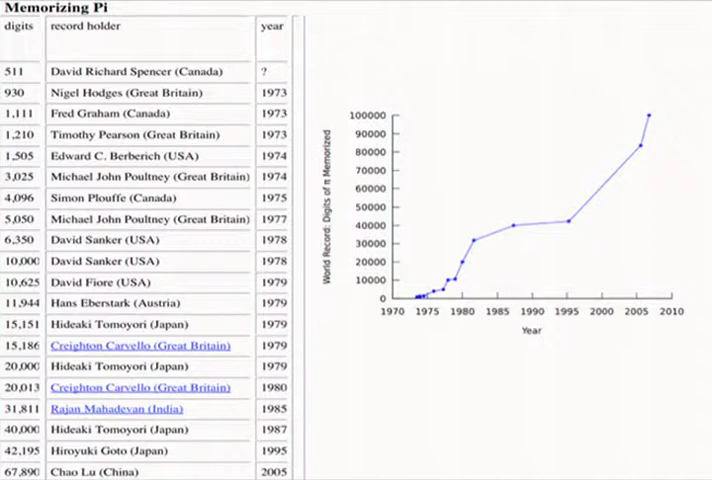 Memorizing Pi
digits record holder year
511 David Richard Spencer (Canada) ?
930 Nigel Hodges (Great Britain) 1973
1,111 Fred Graham (Canada) 1973
1,210 Timothy Pearson (Great Britain) 1973
1,505 Edward C. Berberich (USA) 1974
3,025 Michael John Poultney (Great Britain) 1974
4,096 Simon Plouffe (Canada) 1975
5,050 Michael John Poultney (Great Britain) 1977
6,350 David Sanker (USA) 1978
10,000 David Sanker (USA) 1978
10,625 David Fiore (USA) 1979
11,944 Hans Eberstark (Austria) 1979
15,151 Hideaki Tomoyori (Japan) 1979
15,186 Creighton Carvello (Great Britain) 1979
20,000 Hideaki Tomoyori (Japan) 1979
20,013 Creighton Carvello (Great Britain) 1980
31,811 Rajan Mahadevan (India) 1985
40,000 Hideaki Tomoyori (Japan) 1987
42,195 Hiroyuki Goto (Japan) 1995
67,890 Chao Lu (China) 2005
World Record: Digits of π Memorized
100000
90000
80000
70000
60000
50000
40000
30000
20000
10000
0
1970 1975 1980 1985 1990 1995 2000 2005 2010
Year